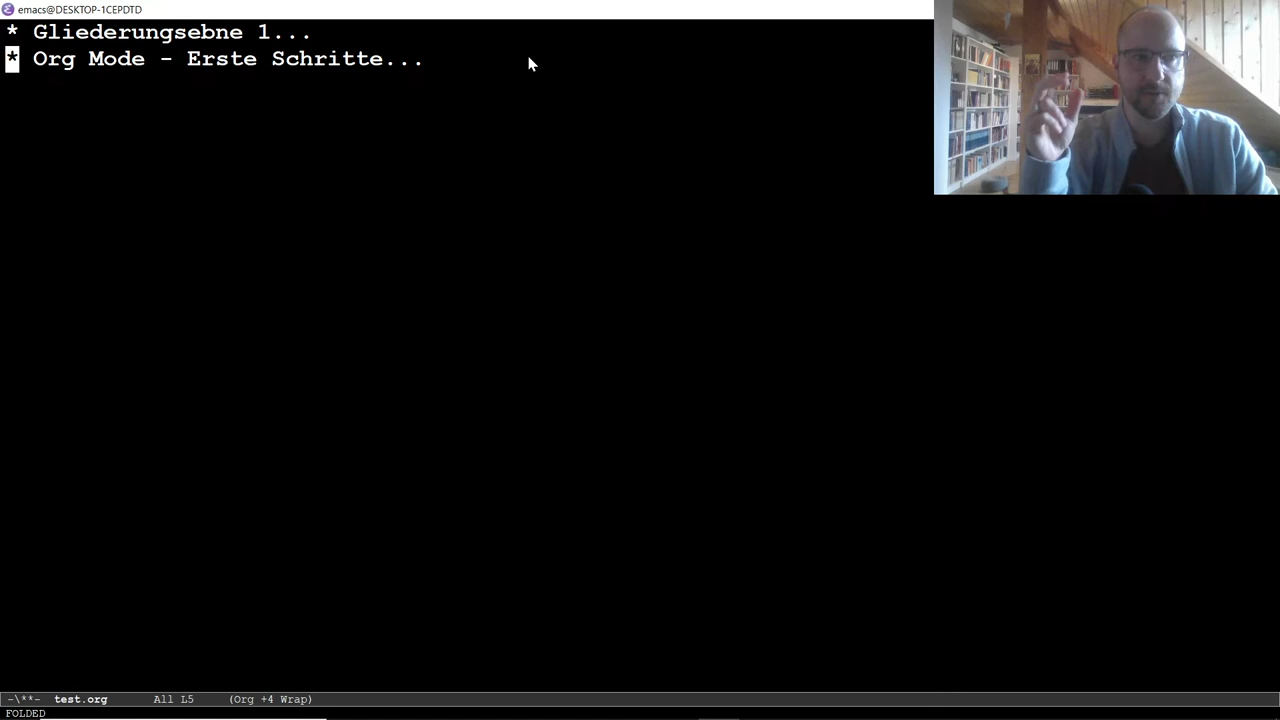 emacs@DESKTOP-1CEPDTD
* Gliederungsebne 1...
* Org Mode - Erste Schritte...
-\**-  test.org      All L5     (Org +4 Wrap)
FOLDED